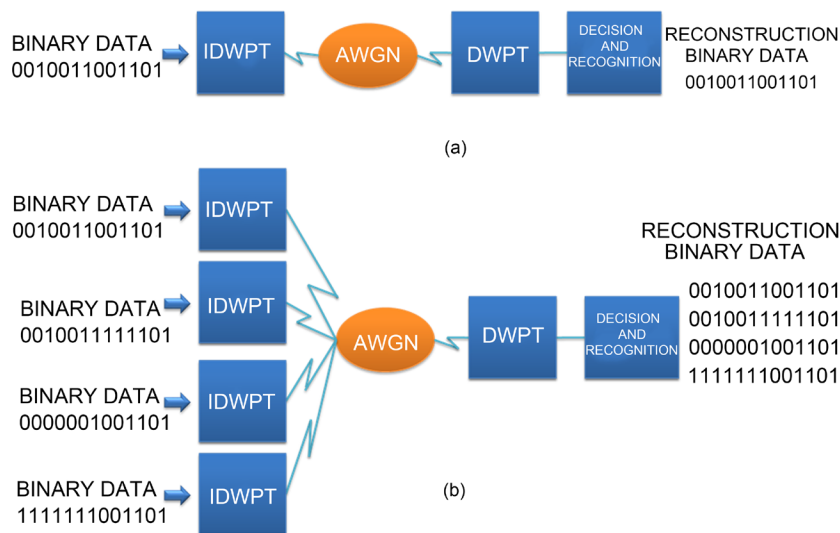 BINARY DATA
0010011001101
IDWPT
AWGN
DWPT
DECISION
AND
RECOGNITION
RECONSTRUCTION
BINARY DATA
0010011001101
(a)
BINARY DATA
0010011001101
IDWPT
BINARY DATA
0010011111101
IDWPT
BINARY DATA
0000001001101
IDWPT
BINARY DATA
1111111001101
IDWPT
AWGN
DWPT
DECISION
AND
RECOGNITION
RECONSTRUCTION
BINARY DATA
0010011001101
0010011111101
0000001001101
1111111001101
(b)